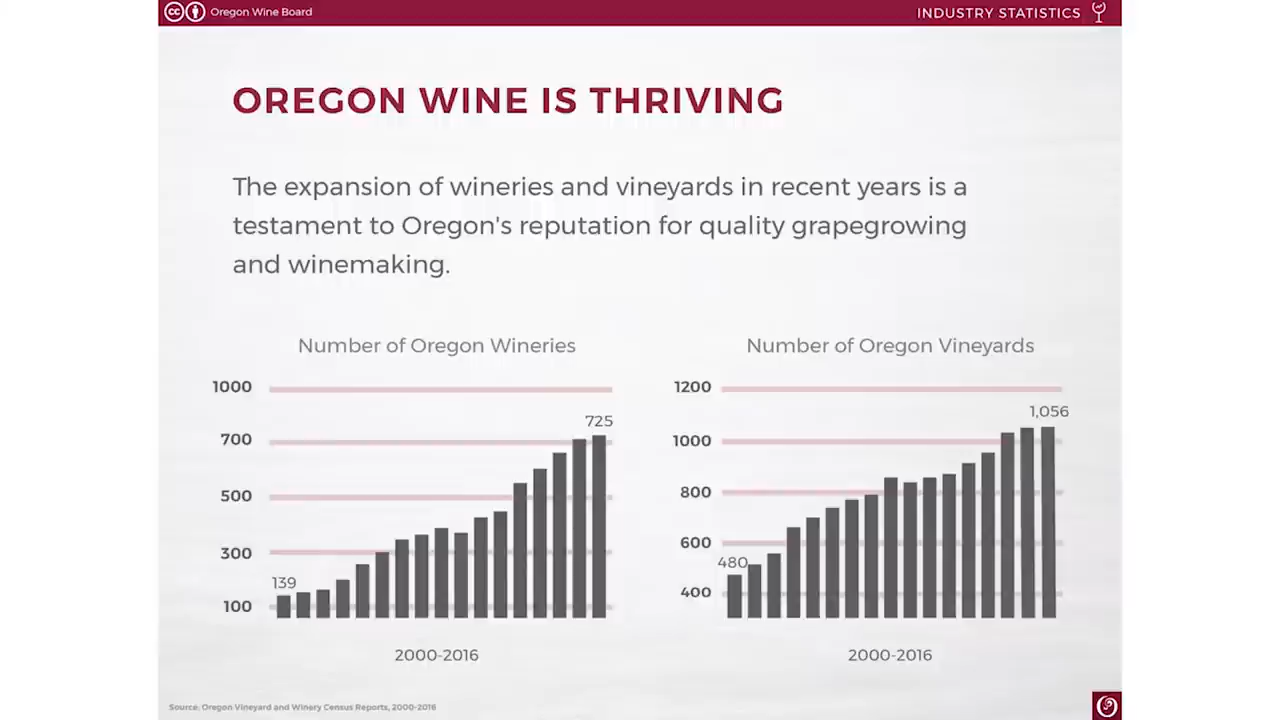 Oregon Wine Board
INDUSTRY STATISTICS
OREGON WINE IS THRIVING
The expansion of wineries and vineyards in recent years is a
testament to Oregon's reputation for quality grapegrowing
and winemaking.
Number of Oregon Wineries
1000
700
500
300
100
139
725
2000-2016
Number of Oregon Vineyards
1200
1000
800
600
400
480
1,056
2000-2016
Source: Oregon Vineyard and Winery Census Reports, 2000-2016